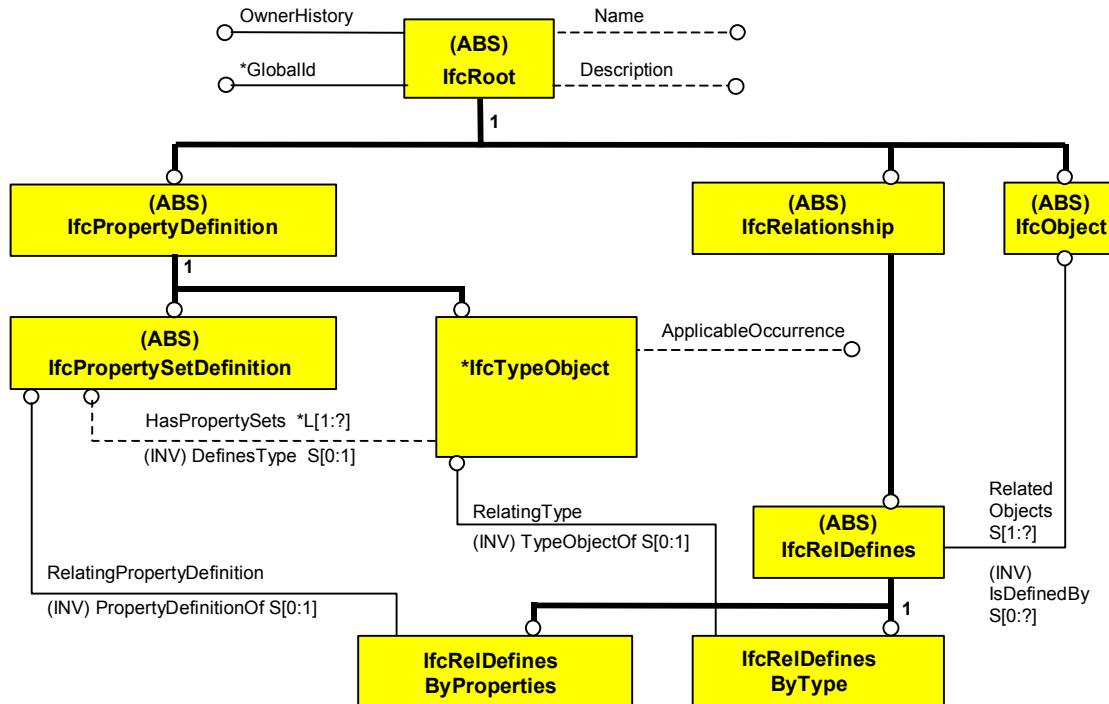 OwnerHistory
Name
(ABS)
IfcRoot
*GlobalId
Description
1
(ABS)
IfcPropertyDefinition
(ABS)
IfcRelationship
(ABS)
IfcObject
1
(ABS)
IfcPropertySetDefinition
*IfcTypeObject
ApplicableOccurrence
HasPropertySets *L[1:?]
(INV) DefinesType S[0:1]
RelatingType
(INV) TypeObjectOf S[0:1]
(ABS)
IfcRelDefines
Related
Objects
S[1:?]
(INV)
IsDefinedBy
S[0:?]
RelatingPropertyDefinition
(INV) PropertyDefinitionOf S[0:1]
1
IfcRelDefines
ByProperties
IfcRelDefines
ByType